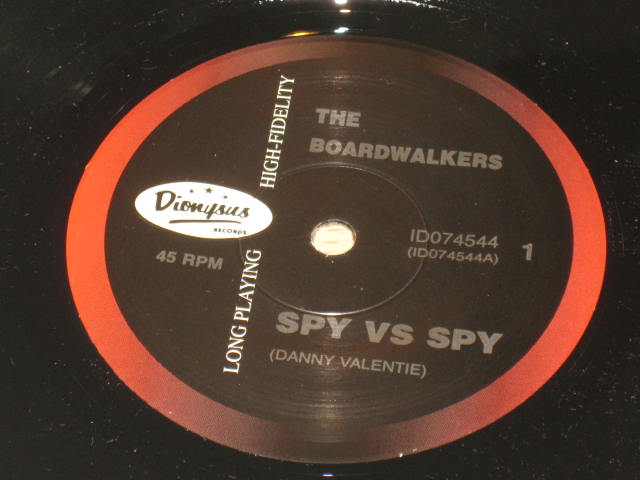 THE
BOARDWALKERS
Dionysus
RECORDS
45 RPM
LONG PLAYING HIGH-FIDELITY
ID074544 1
(ID074544A)
SPY VS SPY
(DANNY VALENTIE)